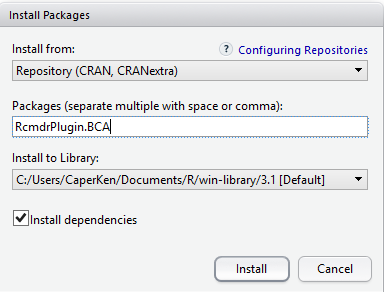 Install Packages
Install from:
? Configuring Repositories
Repository (CRAN, CRANextra)
Packages (separate multiple with space or comma):
RcmdrPlugin.BCA
Install to Library:
C:/Users/CaperKen/Documents/R/win-library/3.1 [Default]
Install dependencies
Install
Cancel